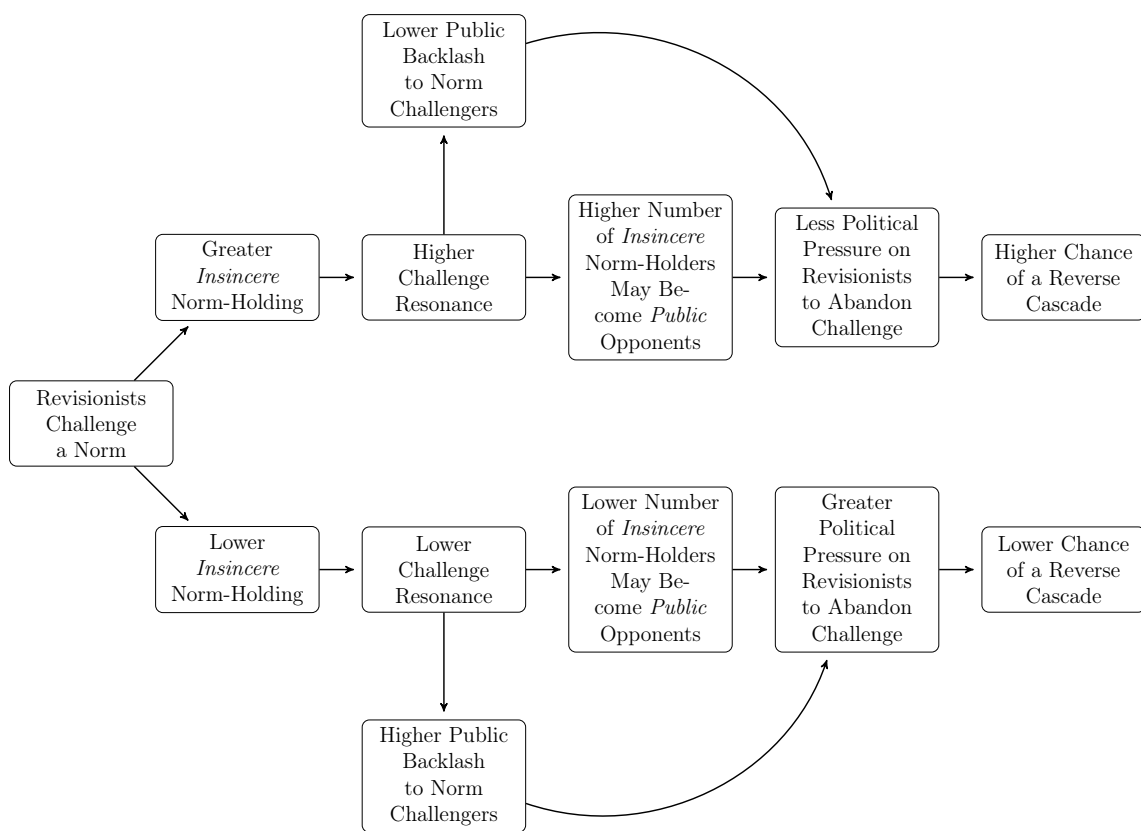 Lower Public
Backlash
to Norm
Challengers
Greater
Insincere
Norm-Holding
Higher
Challenge
Resonance
Higher Number
of Insincere
Norm-Holders
May Be-
come Public
Opponents
Less Political
Pressure on
Revisionists
to Abandon
Challenge
Higher Chance
of a Reverse
Cascade
Revisionists
Challenge
a Norm
Lower
Insincere
Norm-Holding
Lower
Challenge
Resonance
Lower Number
of Insincere
Norm-Holders
May Be-
come Public
Opponents
Greater
Political
Pressure on
Revisionists
to Abandon
Challenge
Lower Chance
of a Reverse
Cascade
Higher Public
Backlash
to Norm
Challengers